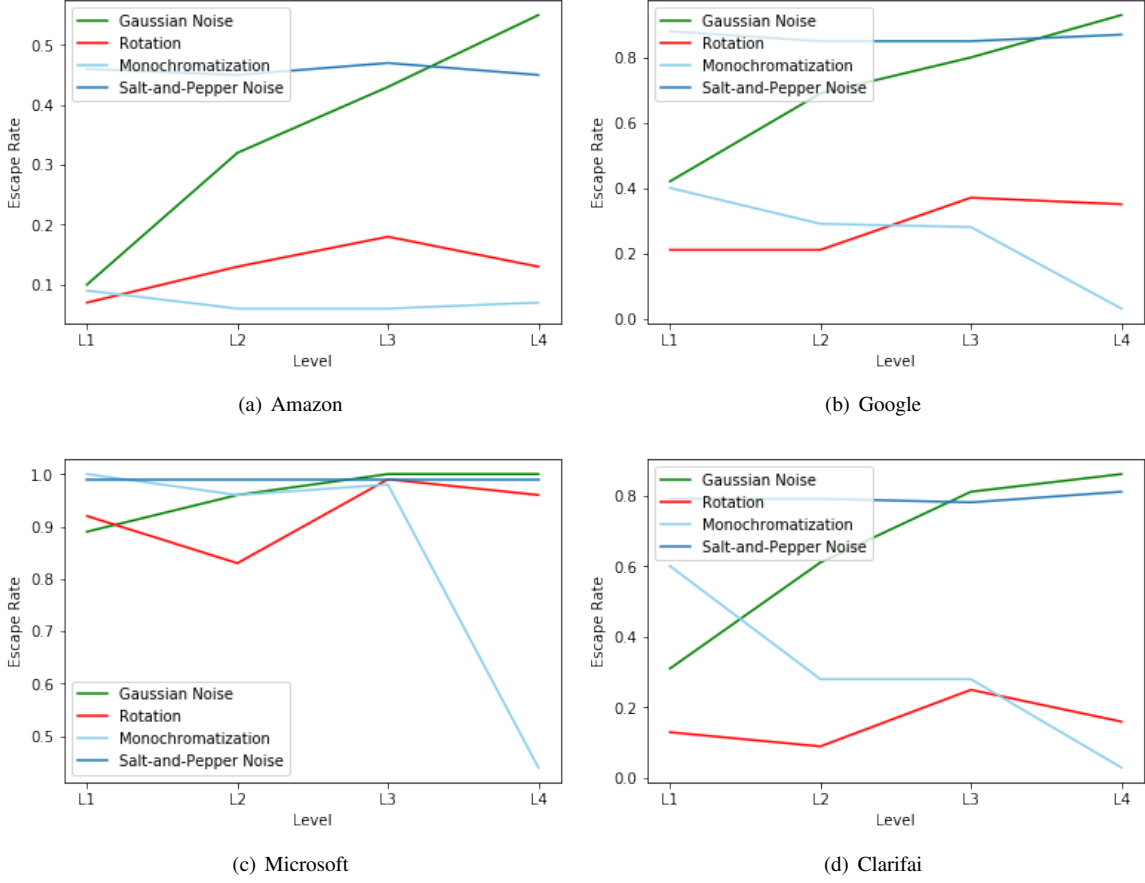 Gaussian Noise
Rotation
Monochromatization
Salt-and-Pepper Noise
0.5
0.4
0.3
0.2
0.1
Escape Rate
L1 L2 L3 L4
Level
(a) Amazon
Gaussian Noise
Rotation
Monochromatization
Salt-and-Pepper Noise
0.8
0.6
0.4
0.2
0.0
Escape Rate
L1 L2 L3 L4
Level
(b) Google
1.0
0.9
0.8
0.7
0.6
0.5
Escape Rate
Gaussian Noise
Rotation
Monochromatization
Salt-and-Pepper Noise
L1 L2 L3 L4
Level
(c) Microsoft
Gaussian Noise
Rotation
Monochromatization
Salt-and-Pepper Noise
0.8
0.6
0.4
0.2
0.0
Escape Rate
L1 L2 L3 L4
Level
(d) Clarifai